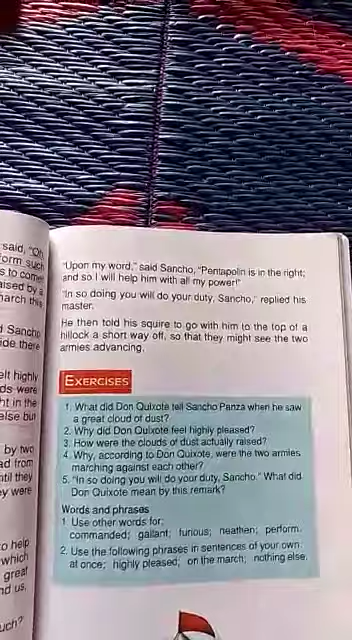 said, "Oh
form such
s to come
aised by a
march this
d Sancho
ide there
elt highly
ds were
ht in the
else but
by two
ad from
ntil they
ey were
to help
which
great
nd us,
uch?
"Upon my word," said Sancho, "Pentapolin is in the right;
and so I will help him with all my power!"
"In so doing you will do your duty, Sancho," replied his
master.
He then told his squire to go with him to the top of a
hillock a short way off, so that they might see the two
armies advancing.
EXERCISES
1. What did Don Quixote tell Sancho Panza when he saw
a great cloud of dust?
2. Why did Don Quixote feel highly pleased?
3. How were the clouds of dust actually raised?
4. Why, according to Don Quixote, were the two armies
marching against each other?
5. "In so doing you will do your duty, Sancho." What did
Don Quixote mean by this remark?
Words and phrases
1. Use other words for:
commanded; gallant; furious; heathen; perform.
2. Use the following phrases in sentences of your own:
at once; highly pleased; on the march; nothing else.